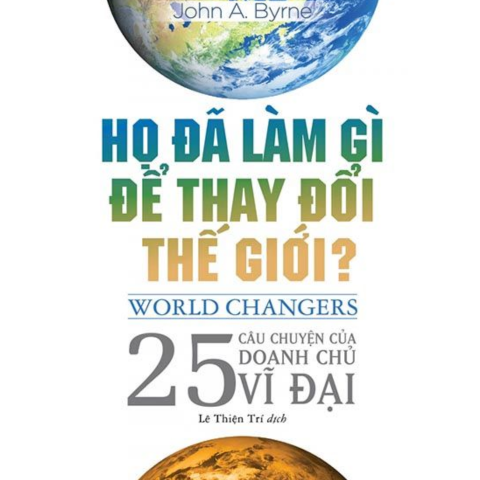 John A. Byrne
HỌ ĐÃ LÀM GÌ
ĐỂ THAY ĐỔI
THẾ GIỚI?
WORLD CHANGERS
25 CÂU CHUYỆN CỦA
DOANH CHỦ
VĨ ĐẠI
Lê Thiện Trí dịch